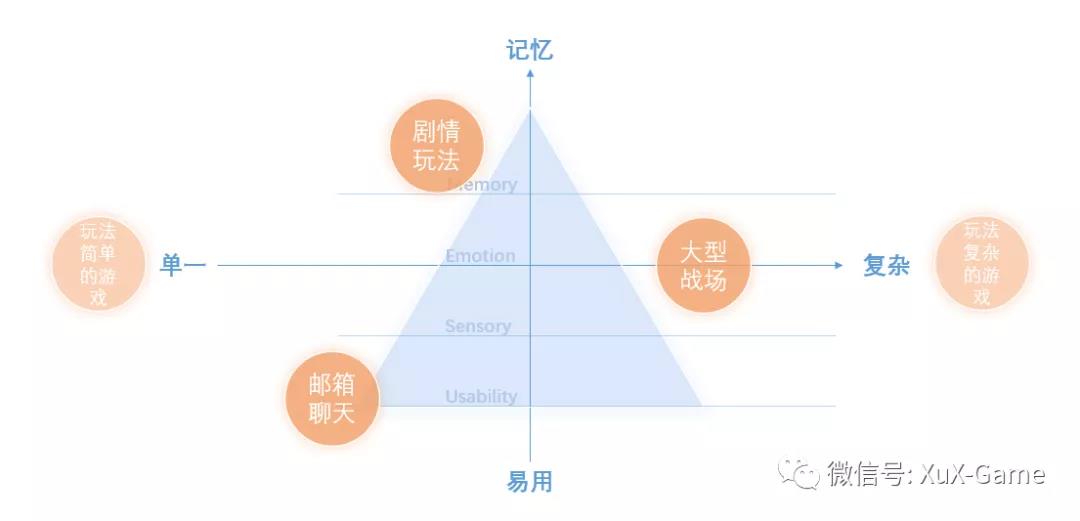 记忆
剧情
玩法
Memory
玩法
简单
的游
戏
单一
Emotion
大型
战场
复杂
玩法
复杂
的游
戏
Sensory
邮箱
聊天
Usability
易用
微信号: XuX-Game